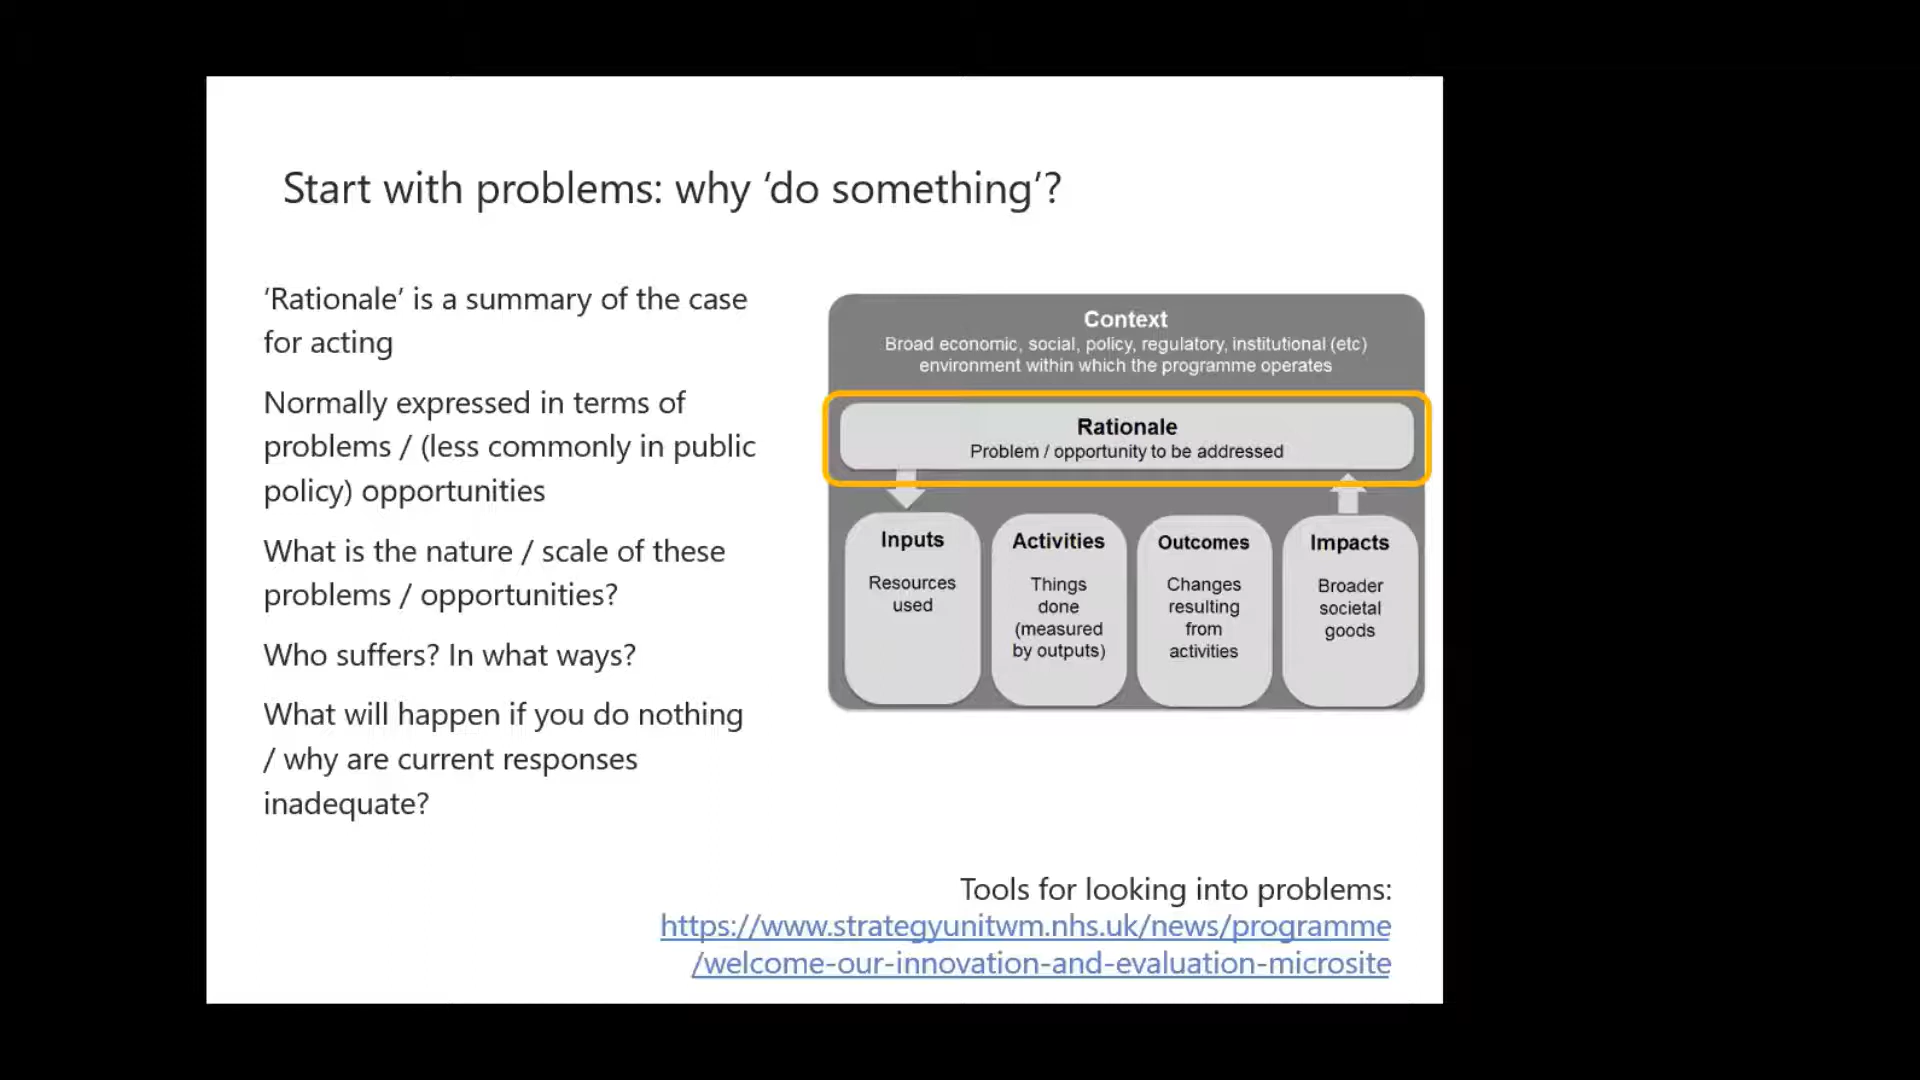 Start with problems: why ‘do something’?
‘Rationale’ is a summary of the case
for acting
Normally expressed in terms of
problems / (less commonly in public
policy) opportunities
What is the nature / scale of these
problems / opportunities?
Who suffers? In what ways?
What will happen if you do nothing
/ why are current responses
inadequate?
Context
Broad economic, social, policy, regulatory, institutional (etc)
environment within which the programme operates
Rationale
Problem / opportunity to be addressed
Inputs
Resources
used
Activities
Things
done
(measured
by outputs)
Outcomes
Changes
resulting
from
activities
Impacts
Broader
societal
goods
Tools for looking into problems:
https://www.strategyunitwm.nhs.uk/news/programme
/welcome-our-innovation-and-evaluation-microsite